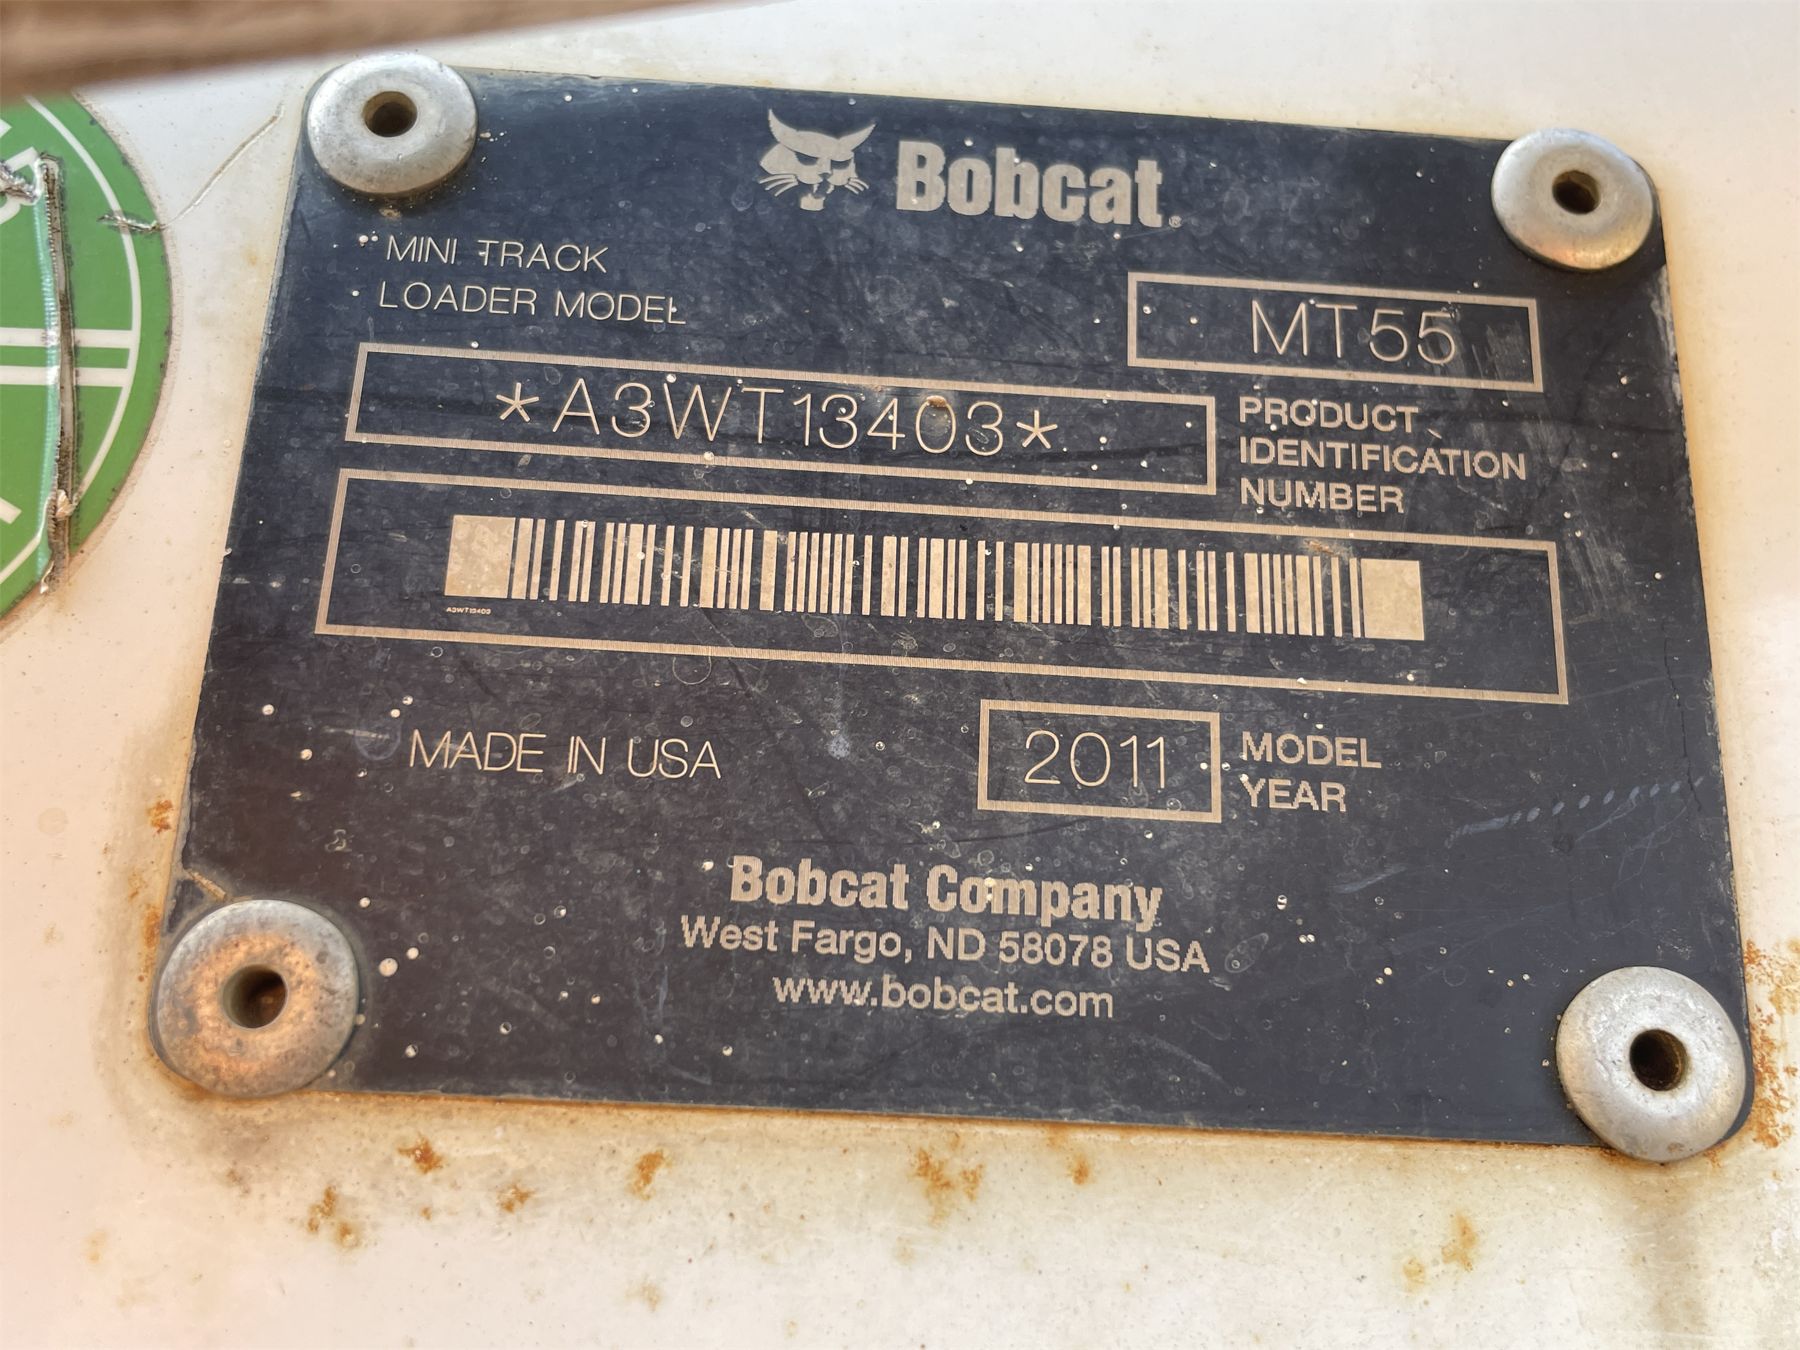 Bobcat®
MINI TRACK
LOADER MODEL
MT55
*A3WT13403*
PRODUCT
IDENTIFICATION
NUMBER
A3WT13403
MADE IN USA
2011
MODEL
YEAR
Bobcat Company
West Fargo, ND 58078 USA
www.bobcat.com